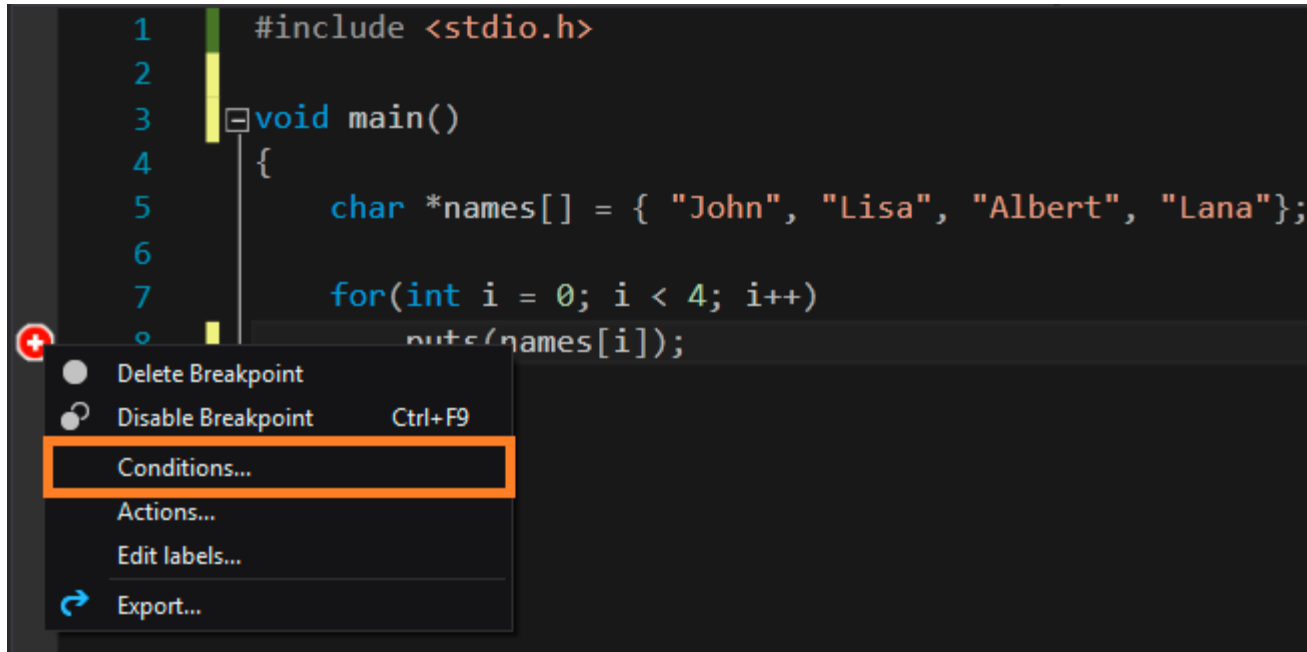 1 #include <stdio.h>
2
3 void main()
4 {
5 char *names[] = { "John", "Lisa", "Albert", "Lana"};
6
7 for(int i = 0; i < 4; i++)
8 puts(names[i]);
Delete Breakpoint
Disable Breakpoint Ctrl+F9
Conditions...
Actions...
Edit labels...
Export...